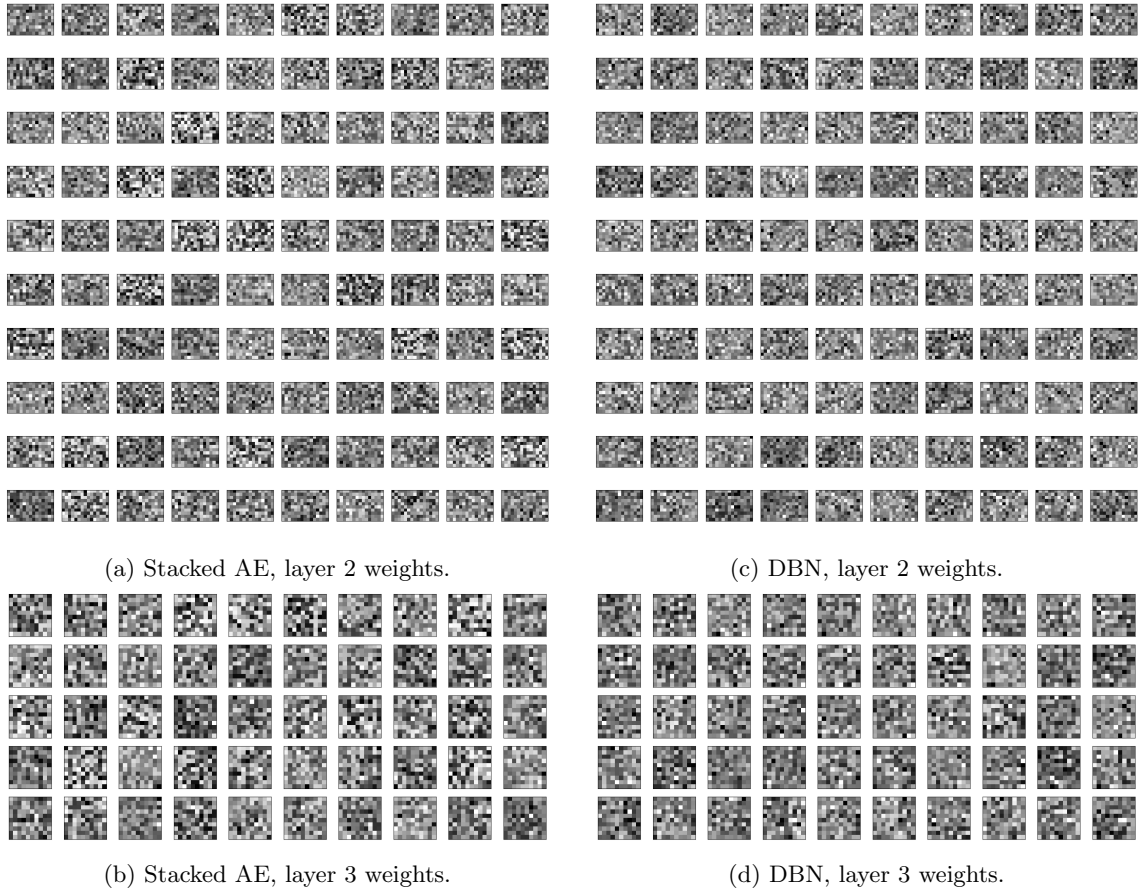 (a) Stacked AE, layer 2 weights.
(c) DBN, layer 2 weights.
(b) Stacked AE, layer 3 weights.
(d) DBN, layer 3 weights.